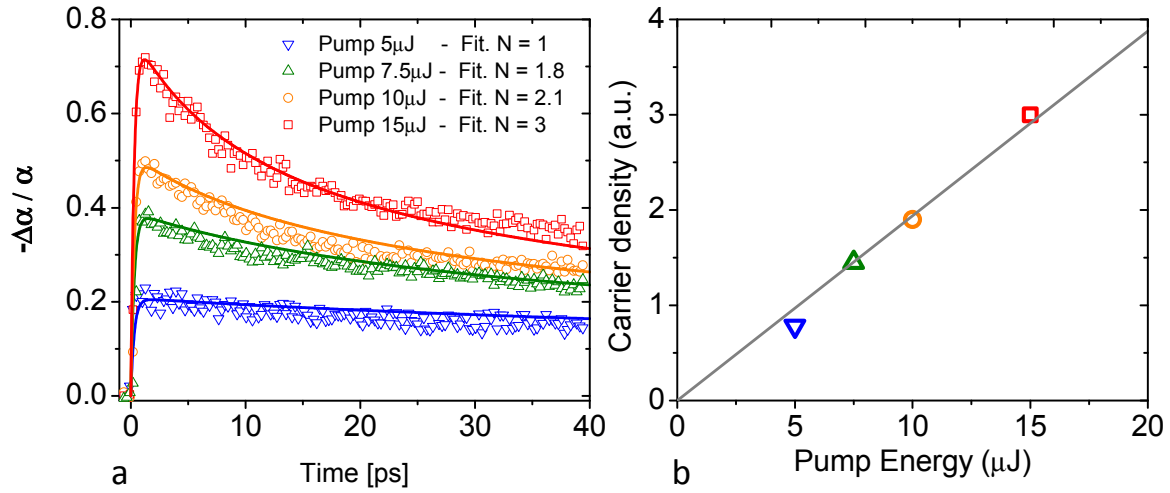 0.8
0.6
0.4
0.2
0.0
-Δα / α
Pump 5μJ - Fit. N = 1
Pump 7.5μJ - Fit. N = 1.8
Pump 10μJ - Fit. N = 2.1
Pump 15μJ - Fit. N = 3
0 10 20 30 40
a Time [ps]
4
3
2
1
0
Carrier density (a.u.)
0 5 10 15 20
b Pump Energy (μJ)